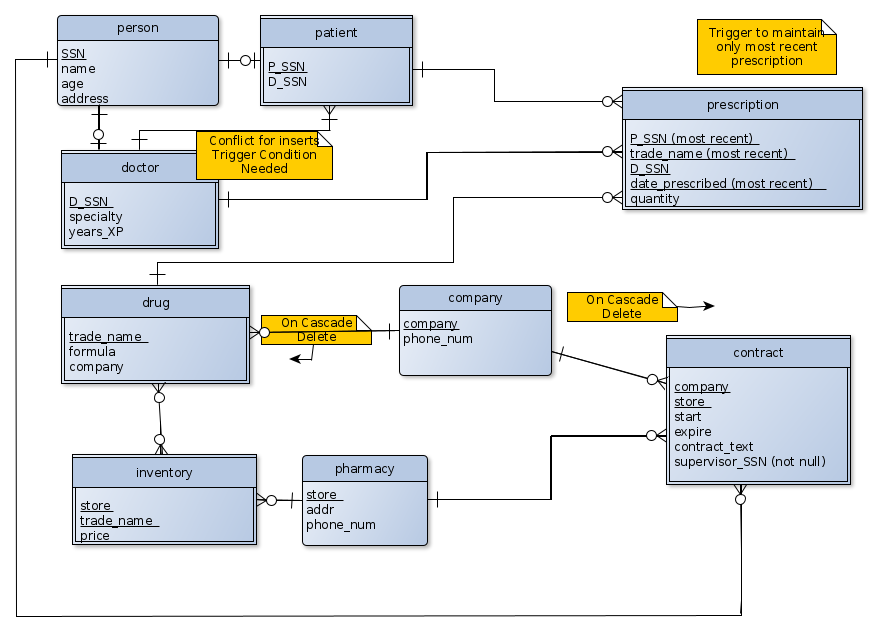 person
SSN
name
age
address
patient
P_SSN
D_SSN
Trigger to maintain
only most recent
prescription
prescription
P_SSN (most recent)
trade_name (most recent)
D_SSN
date_prescribed (most recent)
quantity
Conflict for inserts
Trigger Condition
Needed
doctor
D_SSN
specialty
years_XP
drug
trade_name
formula
company
On Cascade
Delete
company
company
phone_num
On Cascade
Delete
contract
company
store
start
expire
contract_text
supervisor_SSN (not null)
inventory
store
trade_name
price
pharmacy
store
addr
phone_num